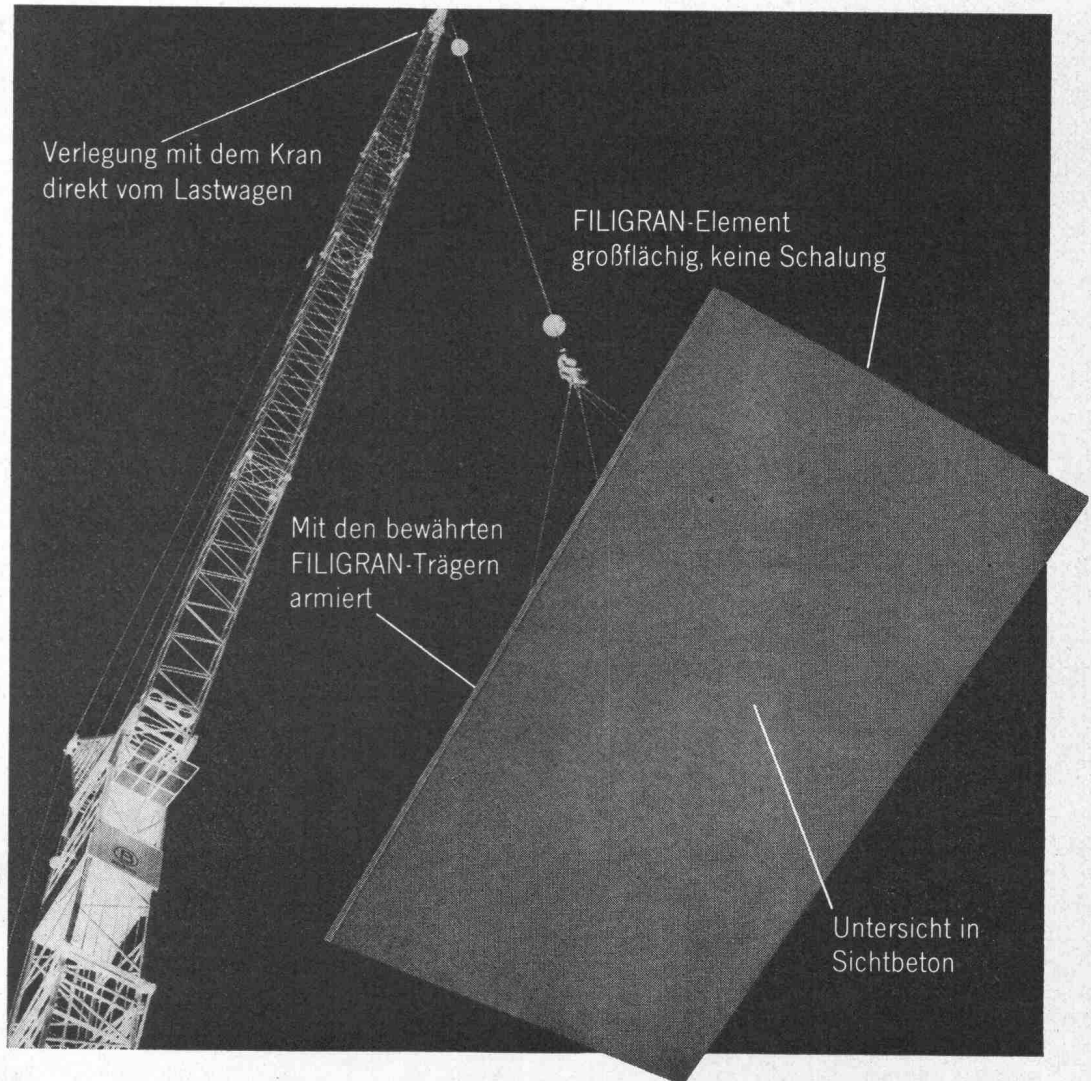 Verlegung mit dem Kran
direkt vom Lastwagen
FILIGRAN-Element
großflächig, keine Schalung
Mit den bewährten
FILIGRAN-Trägern
armiert
Untersicht in
Sichtbeton